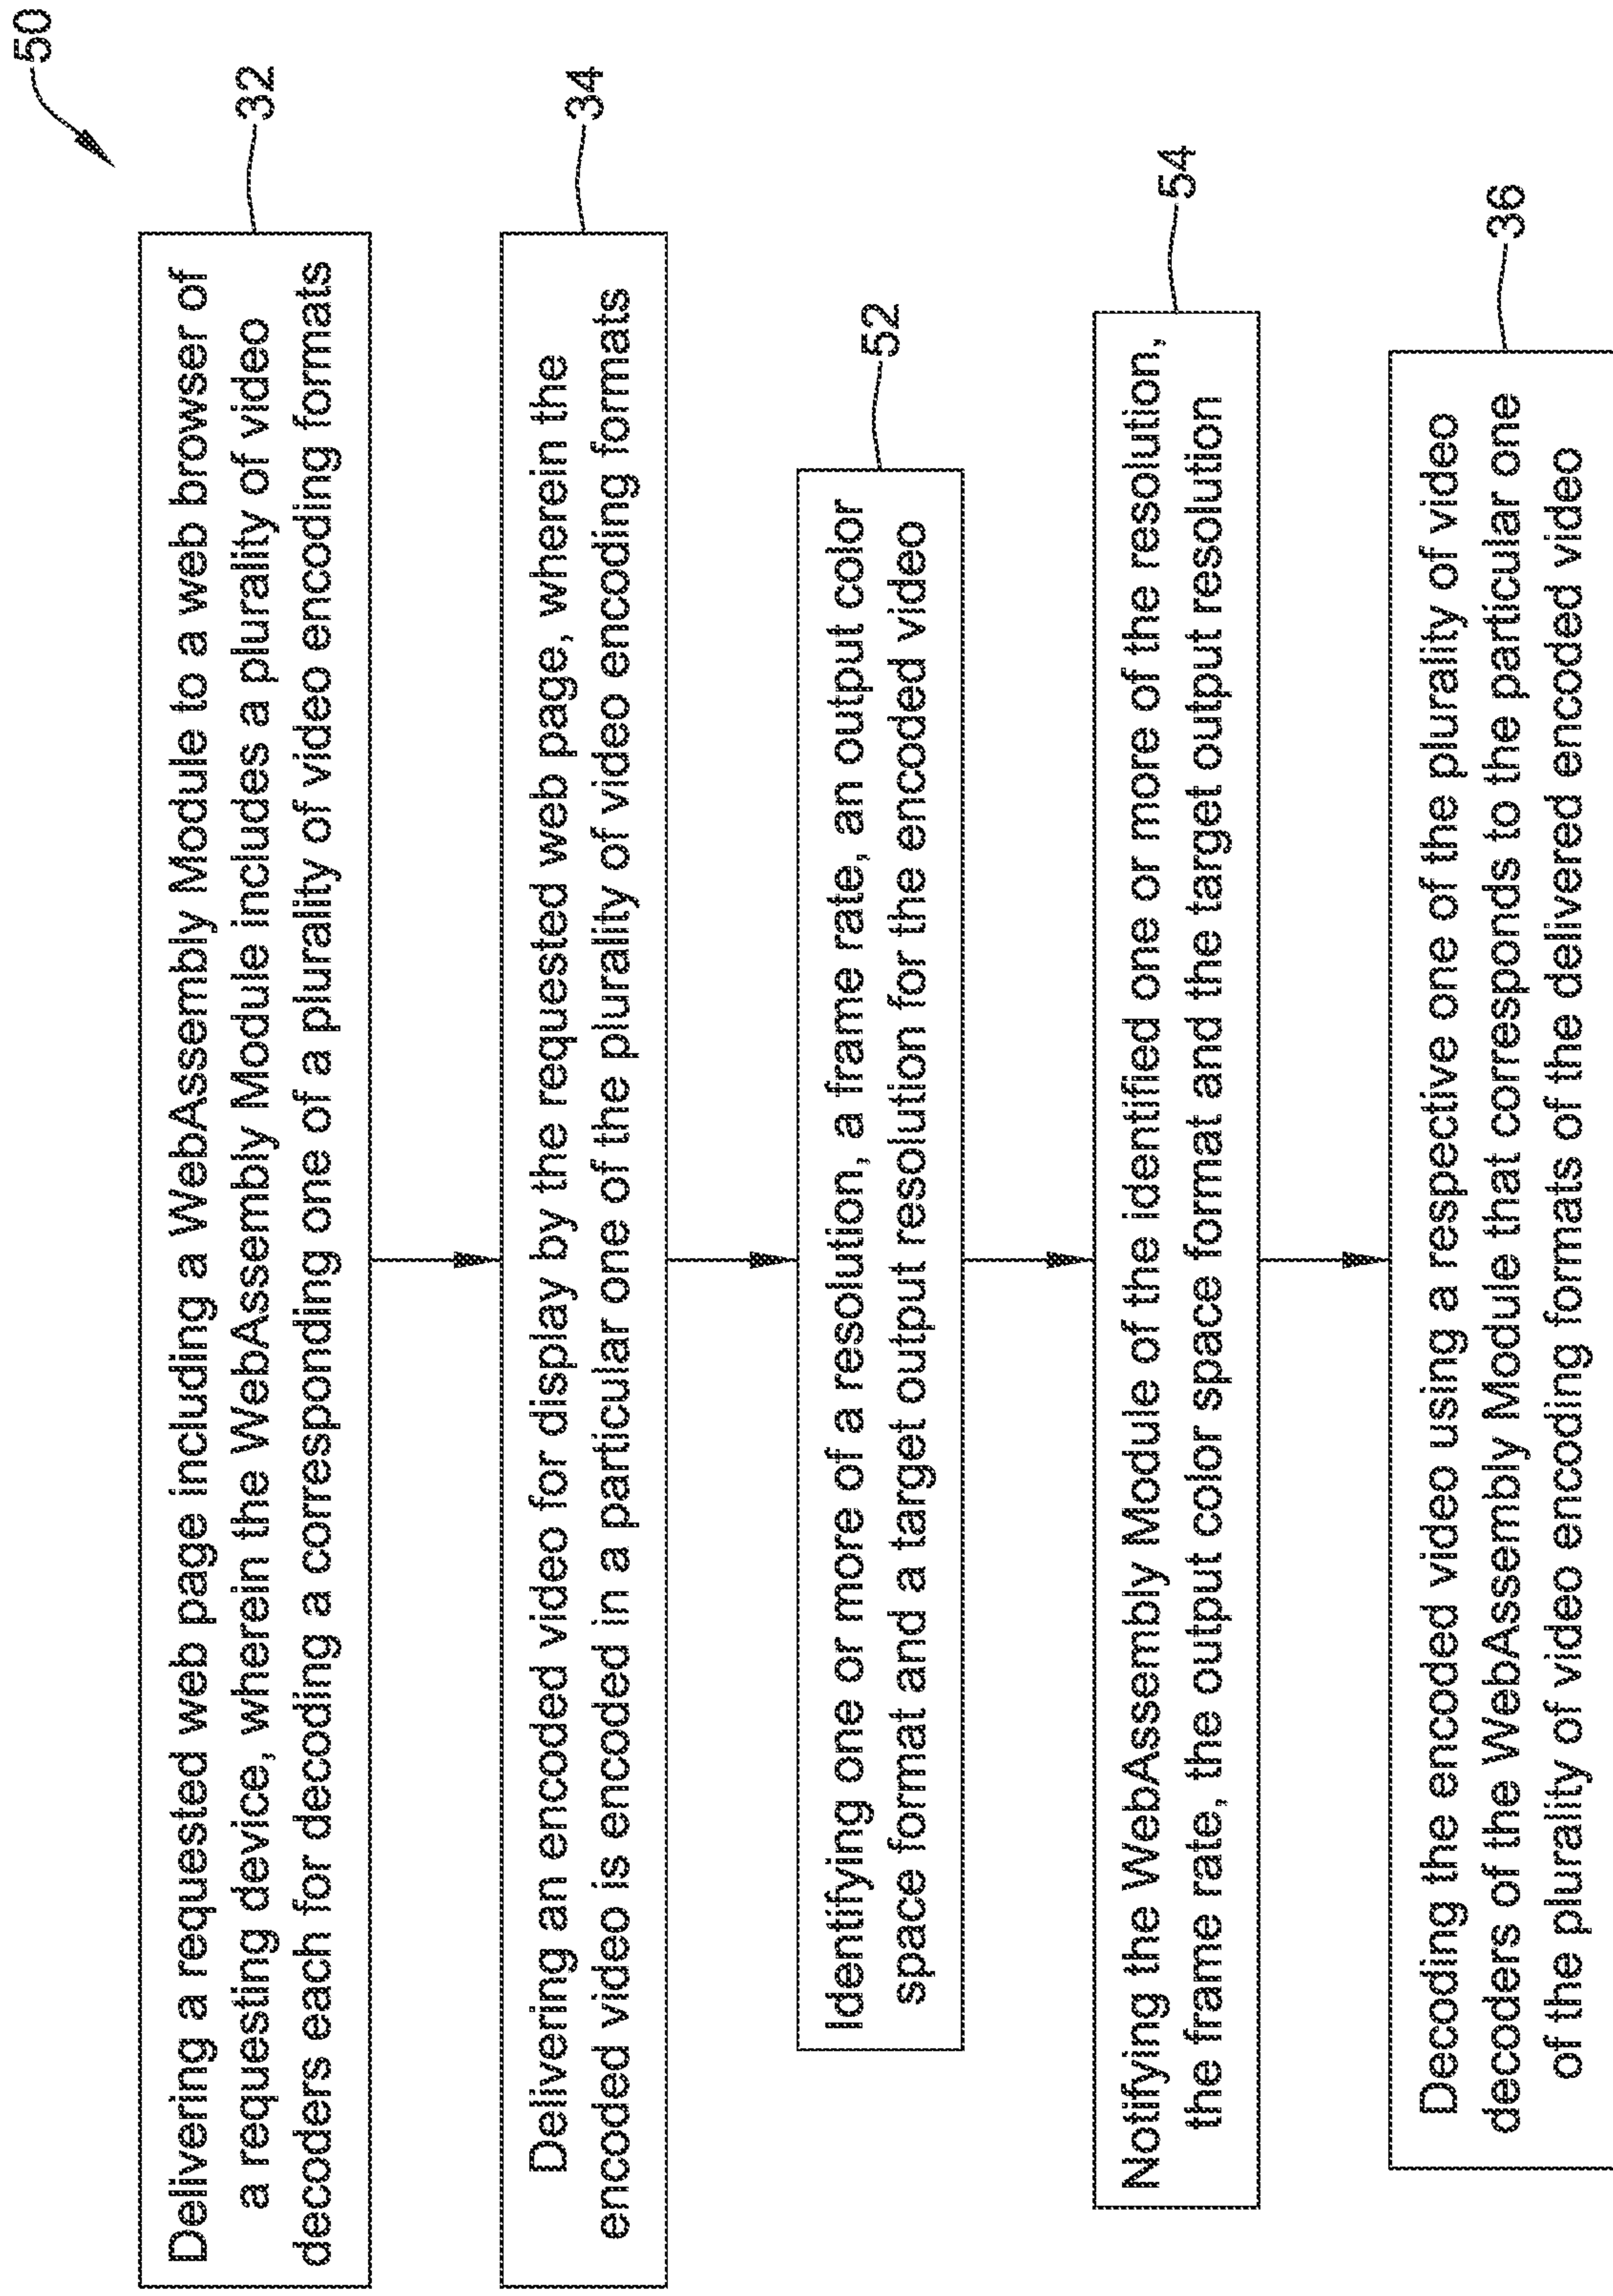 50
Delivering a requested web page including a WebAssembly Module to a web browser of
a requesting device, wherein the WebAssembly Module includes a plurality of video
decoders each for decoding a corresponding one of a plurality of video encoding formats
32
Delivering an encoded video for display by the requested web page, wherein the
encoded video is encoded in a particular one of the plurality of video encoding formats
34
Identifying one or more of a resolution, a frame rate, an output color
space format and a target output resolution for the encoded video
52
Notifying the WebAssembly Module of the identified one or more of the resolution,
the frame rate, the output color space format and the target output resolution
54
Decoding the encoded video using a respective one of the plurality of video
decoders of the WebAssembly Module that corresponds to the particular one
of the plurality of video encoding formats of the delivered encoded video
36